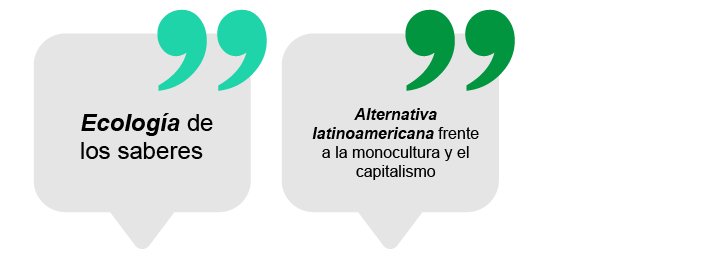 Ecología de
los saberes
Alternativa
latinoamericana frente
a la monocultura y el
capitalismo